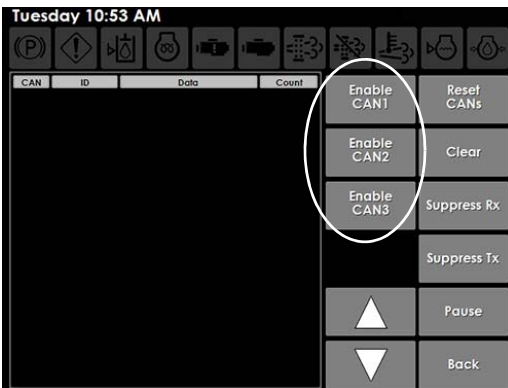 Tuesday 10:53 AM
(P)
CAN ID Data Count
Enable
CAN1
Reset
CANs
Enable
CAN2
Clear
Enable
CAN3
Suppress Rx
Suppress Tx
Pause
Back